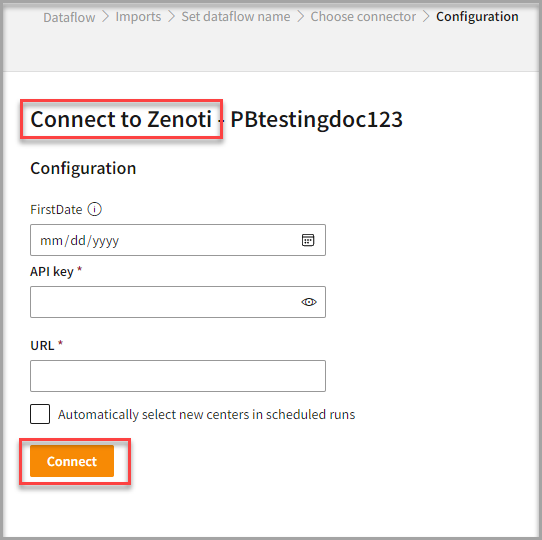 Dataflow > Imports > Set dataflow name > Choose connector > Configuration
Connect to Zenoti - PBtestingdoc123
Configuration
FirstDate
mm/dd/yyyy
API key *
URL *
Automatically select new centers in scheduled runs
Connect